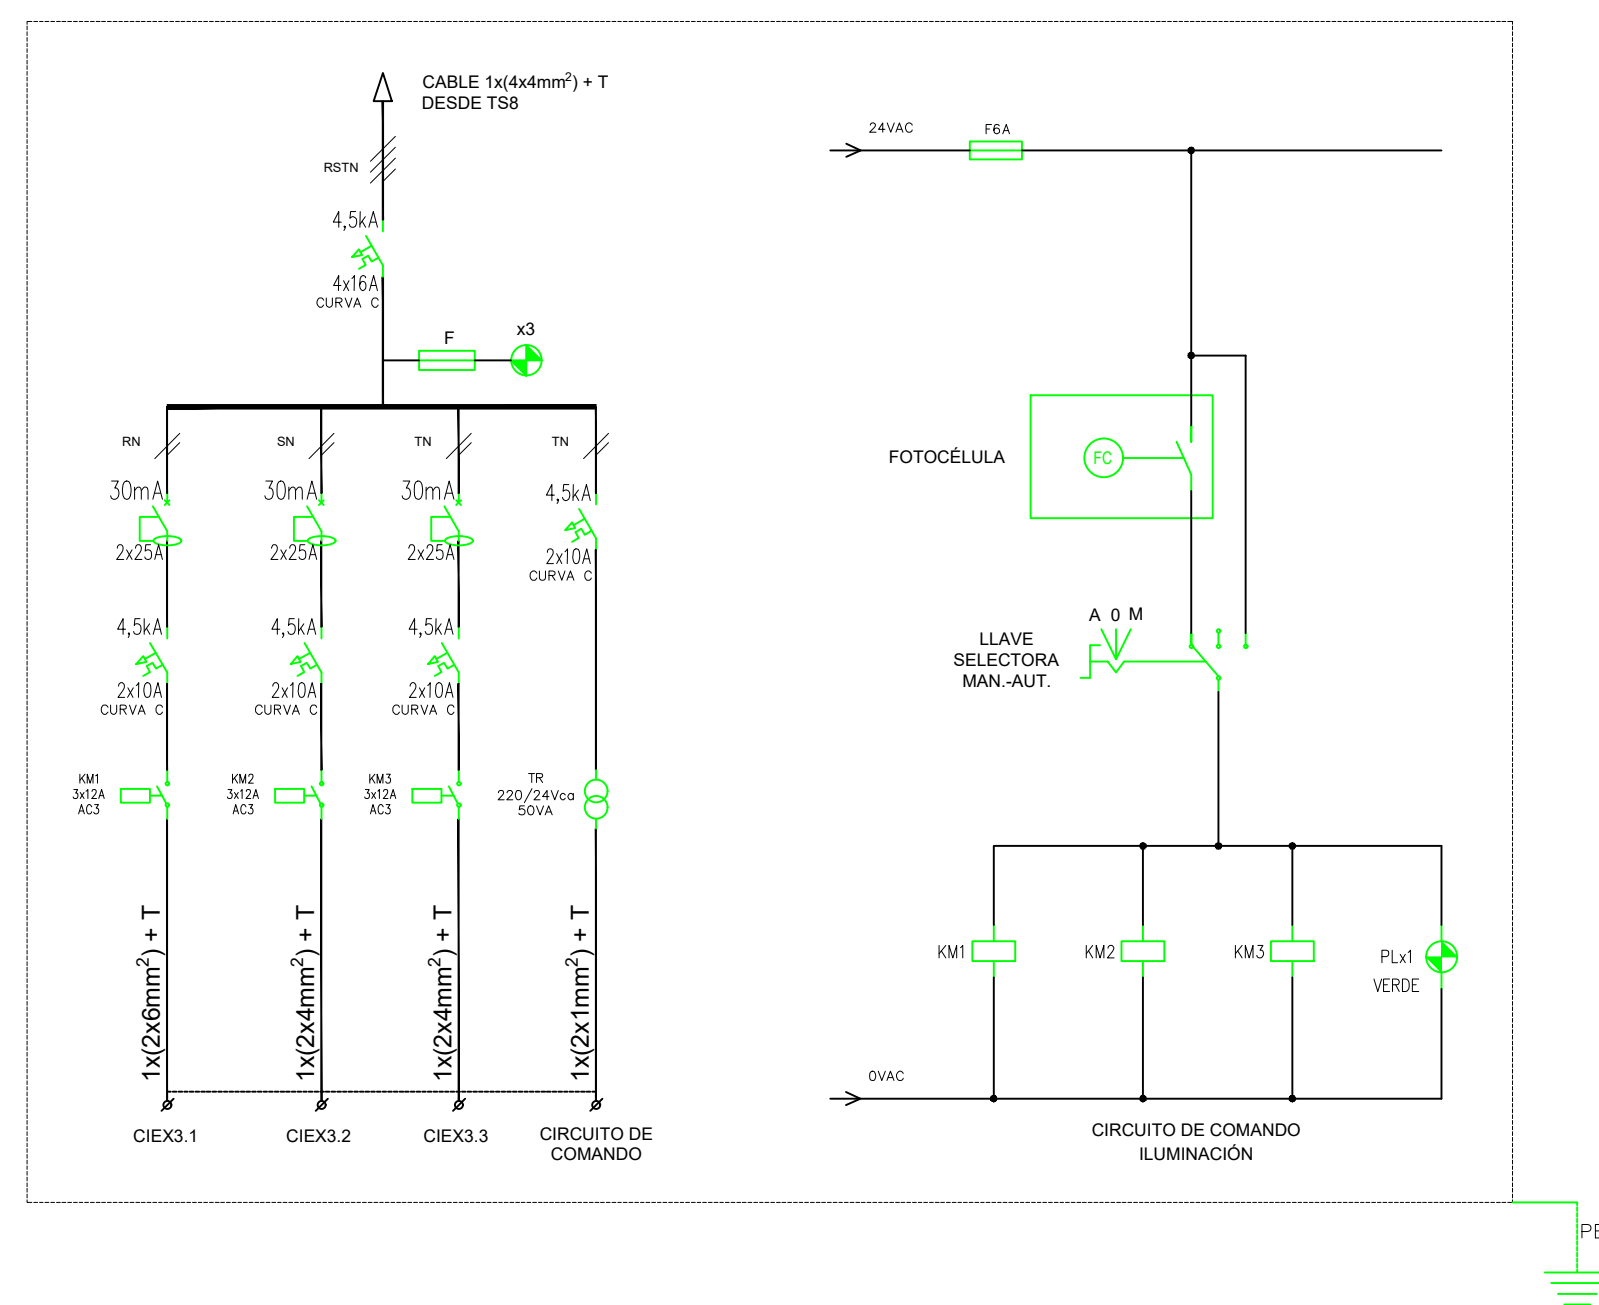 CABLE 1x(4x4mm²) + T
DESDE TS8
RSTN
4,5kA
4x16A
CURVA C
F
x3
RN
SN
TN
TN
30mA
30mA
30mA
4,5kA
2x25A
2x25A
2x25A
2x10A
CURVA C
4,5kA
4,5kA
4,5kA
2x10A
CURVA C
2x10A
CURVA C
2x10A
CURVA C
KM1
3x12A
AC3
KM2
3x12A
AC3
KM3
3x12A
AC3
TR
220/24Vca
50VA
1x(2x6mm²) + T
1x(2x4mm²) + T
1x(2x4mm²) + T
1x(2x1mm²) + T
CIEX3.1
CIEX3.2
CIEX3.3
CIRCUITO DE
COMANDO
24VAC
F6A
FOTOCÉLULA
FC
A 0 M
LLAVE
SELECTORA
MAN.-AUT.
KM1
KM2
KM3
PLx1
VERDE
0VAC
CIRCUITO DE COMANDO
ILUMINACIÓN
PE